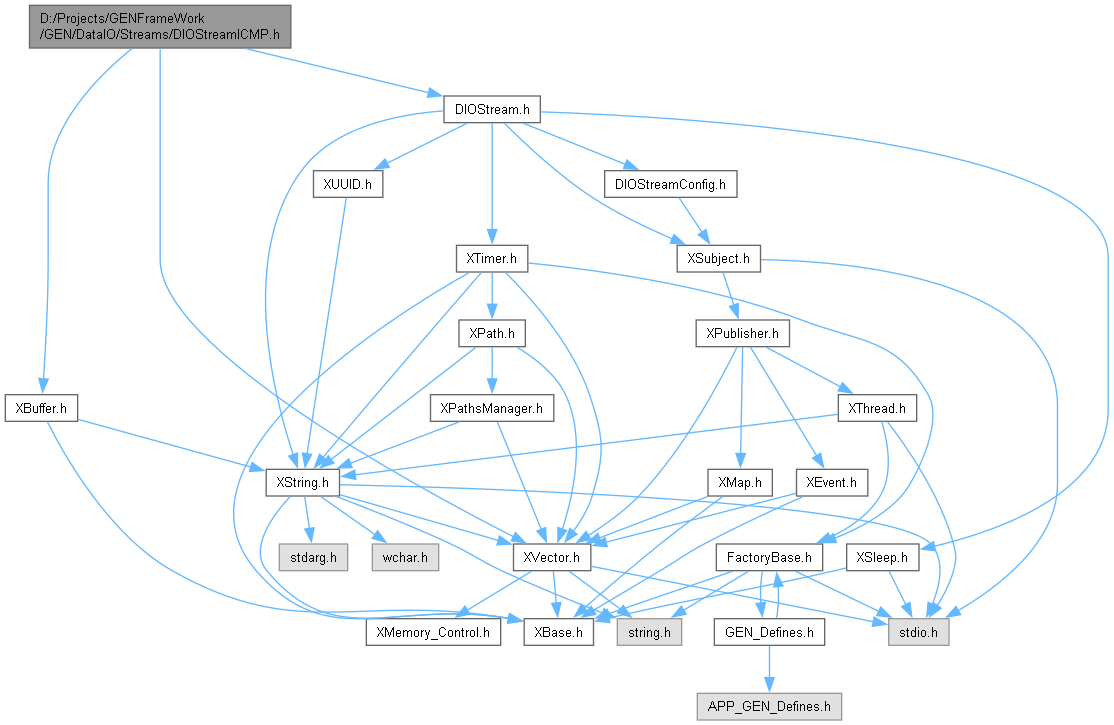 D:/Projects/GENFrameWork
/GEN/DataIO/Streams/DIOStreamICMP.h
DIOStream.h
XUUID.h
DIOStreamConfig.h
XTimer.h
XSubject.h
XPath.h
XPublisher.h
XBuffer.h
XPathsManager.h
XThread.h
XString.h
XMap.h
XEvent.h
stdarg.h
wchar.h
XVector.h
FactoryBase.h
XSleep.h
XMemory_Control.h
XBase.h
string.h
GEN_Defines.h
stdio.h
APP_GEN_Defines.h